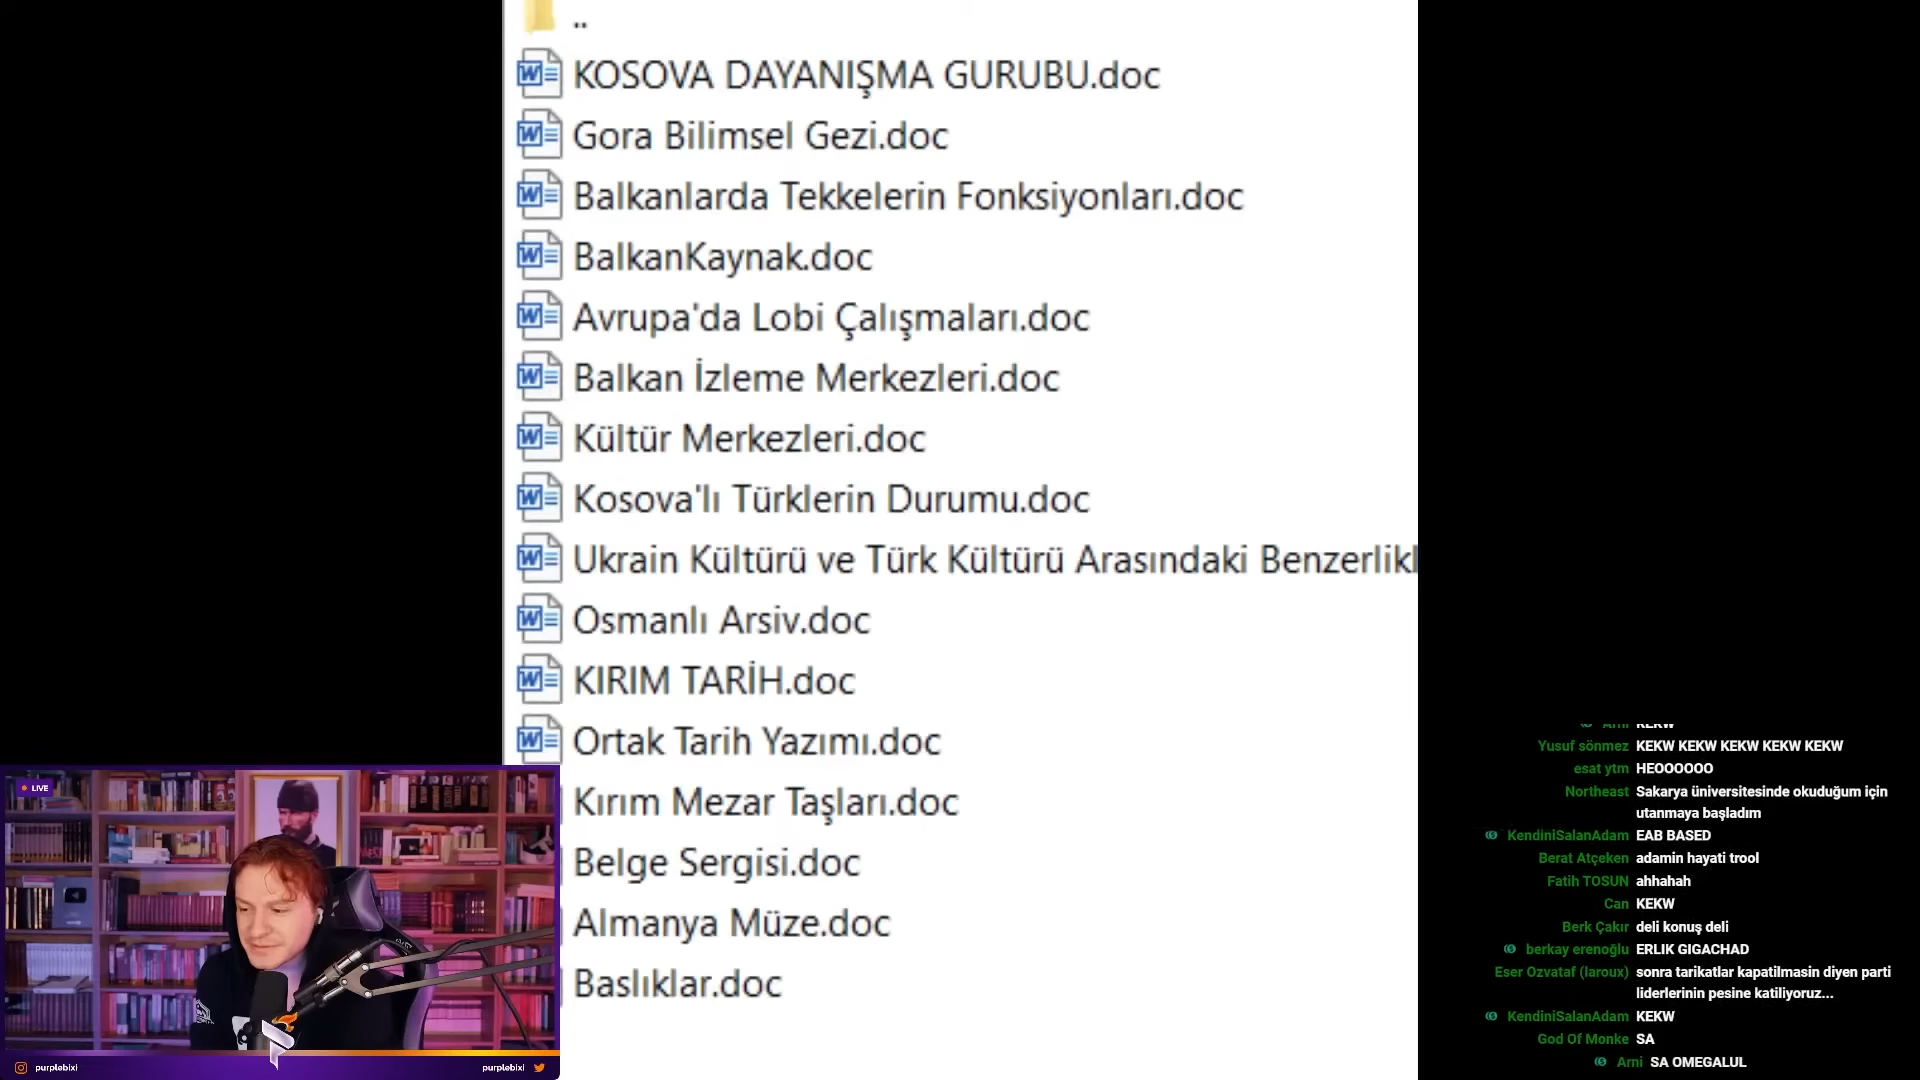 ..
KOSOVA DAYANIŞMA GURUBU.doc
Gora Bilimsel Gezi.doc
Balkanlarda Tekkelerin Fonksiyonları.doc
BalkanKaynak.doc
Avrupa'da Lobi Çalışmaları.doc
Balkan İzleme Merkezleri.doc
Kültür Merkezleri.doc
Kosova'lı Türklerin Durumu.doc
Ukrain Kültürü ve Türk Kültürü Arasındaki Benzerlikl
Osmanlı Arsiv.doc
KIRIM TARİH.doc
Ortak Tarih Yazımı.doc
Kırım Mezar Taşları.doc
Belge Sergisi.doc
Almanya Müze.doc
Baslıklar.doc
LIVE
purplebixi
purplebixi
Arni KEKW
Yusuf sönmez KEKW KEKW KEKW KEKW KEKW
esat ytm HEOOOOOO
Northeast Sakarya üniversitesinde okuduğum için
utanmaya başladım
KendiniSalanAdam EAB BASED
Berat Atçeken adamin hayati trool
Fatih TOSUN ahhahah
Can KEKW
Berk Çakır deli konuş deli
berkay erenoğlu ERLIK GIGACHAD
Eser Ozvataf (laroux) sonra tarikatlar kapatilmasin diyen parti
liderlerinin pesine katiliyoruz...
KendiniSalanAdam KEKW
God Of Monke SA
Arni SA OMEGALUL